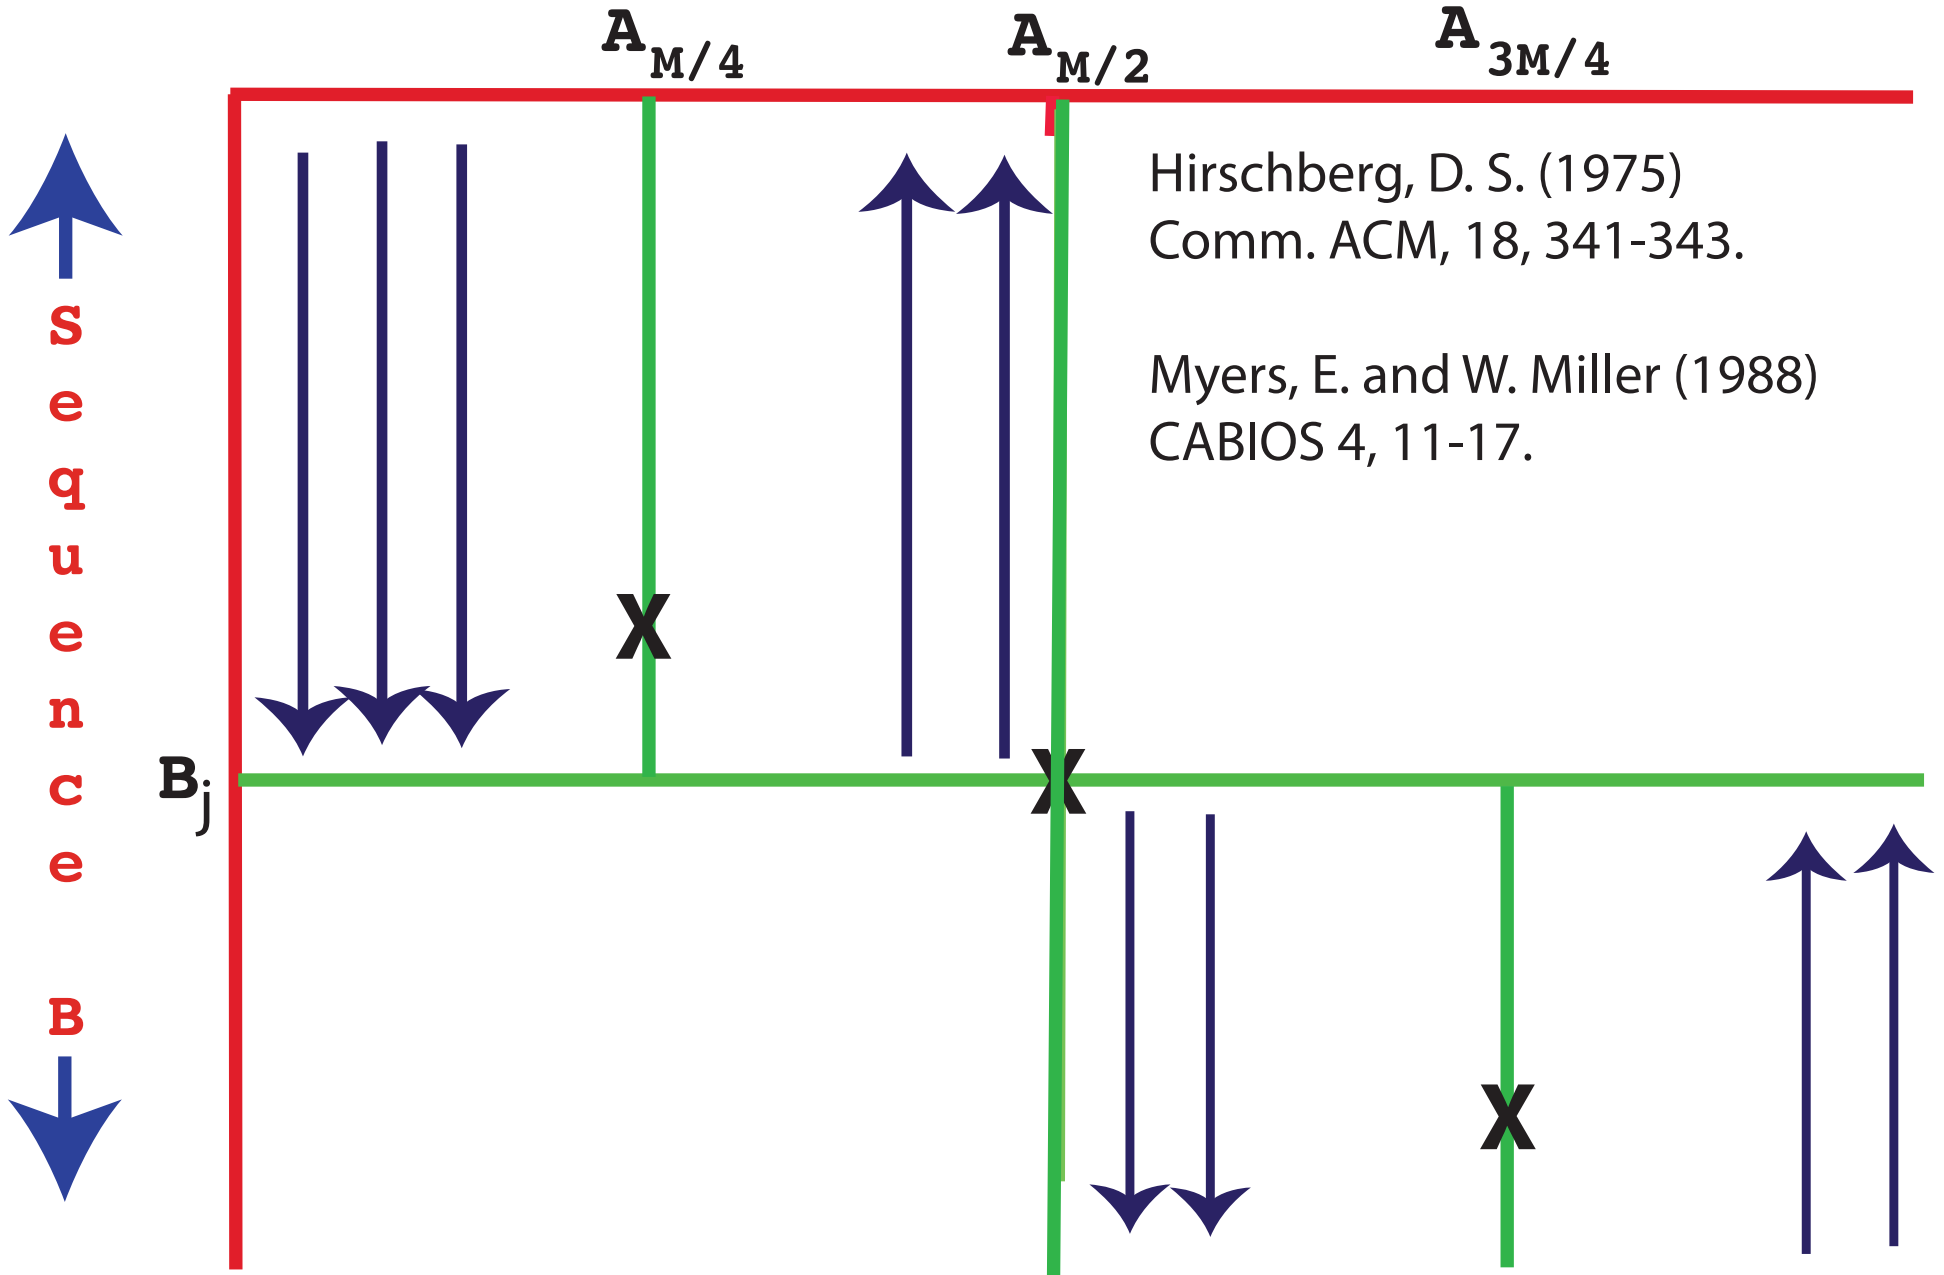 A M/4
A M/2
A 3M/4
Hirschberg, D. S. (1975)
Comm. ACM, 18, 341-343.
Myers, E. and W. Miller (1988)
CABIOS 4, 11-17.
sequence B
X
Bj
X
X